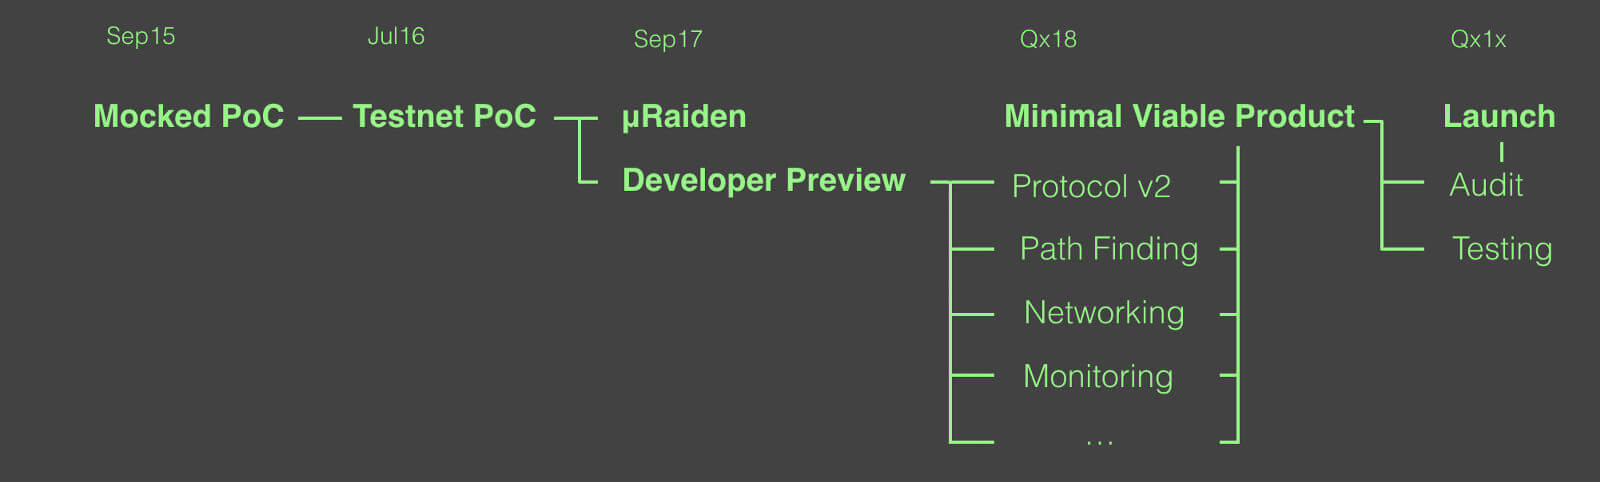 Sep15
Jul16
Sep17
Qx18
Qx1x
Mocked PoC
Testnet PoC
µRaiden
Minimal Viable Product
Launch
Developer Preview
Protocol v2
Audit
Path Finding
Testing
Networking
Monitoring
...